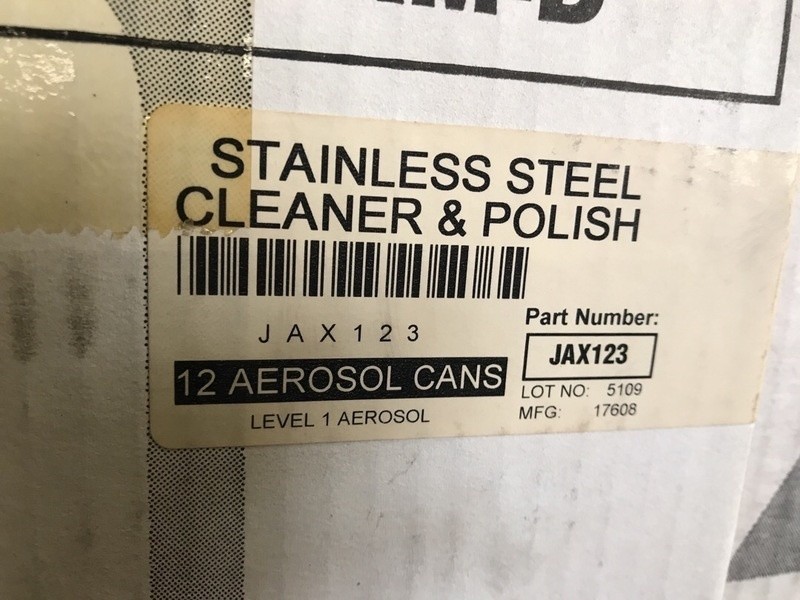 STAINLESS STEEL
CLEANER & POLISH
JAX123
12 AEROSOL CANS
LEVEL 1 AEROSOL
Part Number:
JAX123
LOT NO: 5109
MFG: 17608